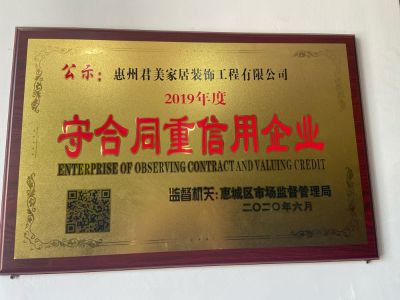 公示：惠州君美家居装饰工程有限公司
2019年度
守合同重信用企业
ENTERPRISE OF OBSERVING CONTRACT AND VALUING CREDIT
监督机关：惠城区市场监督管理局
二〇二〇年六月